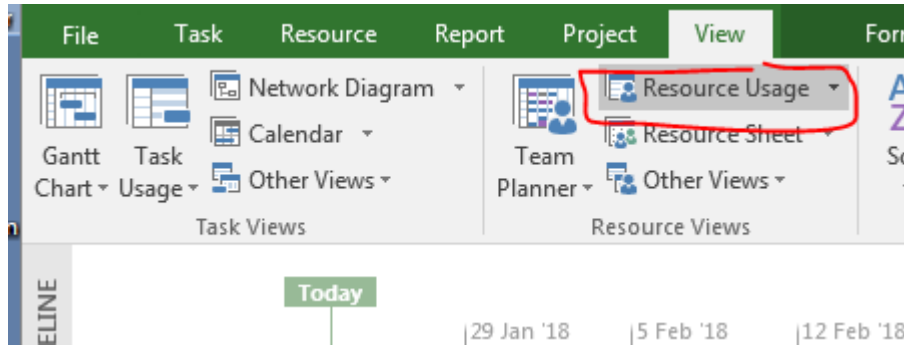 File Task Resource Report Project View Form
Gantt Chart
Task Usage
Network Diagram
Calendar
Other Views
Task Views
Team Planner
Resource Usage
Resource Sheet
Other Views
Resource Views
Today
29 Jan '18 5 Feb '18 12 Feb '18